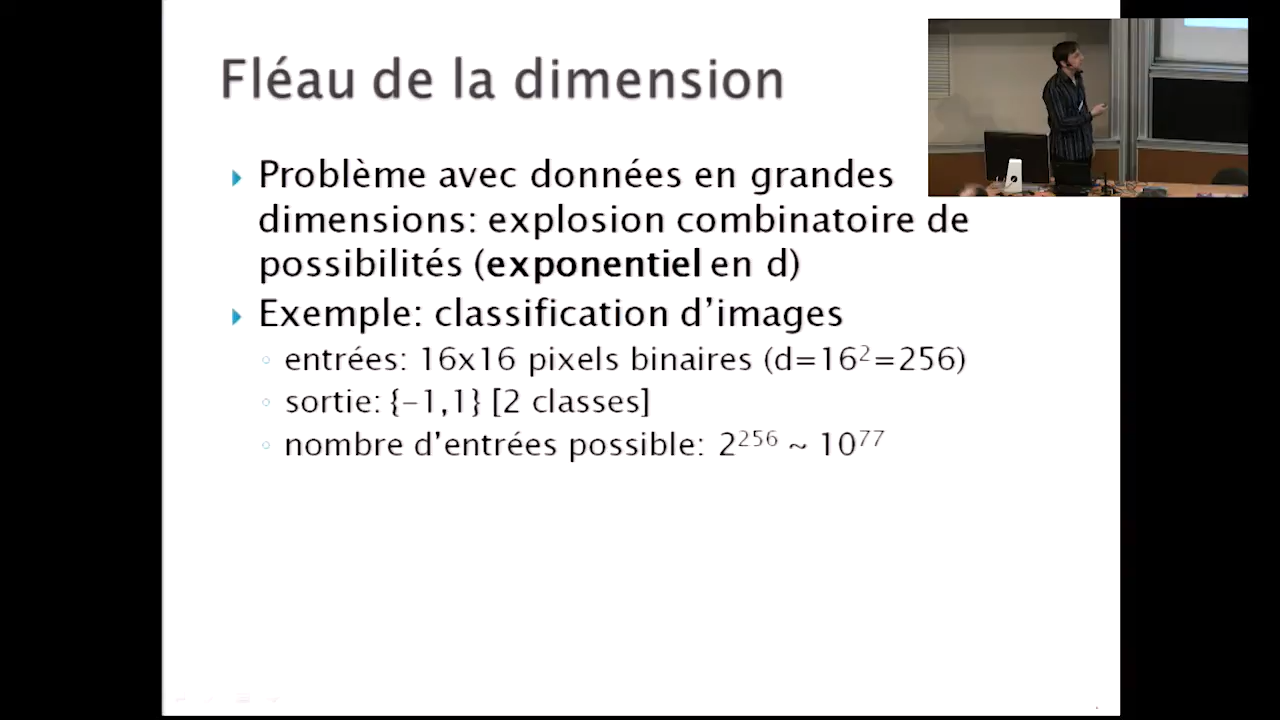 Fléau de la dimension
Problème avec données en grandes
dimensions: explosion combinatoire de
possibilités (exponentiel en d)
Exemple: classification d’images
entrées: 16x16 pixels binaires (d=16²=256)
sortie: {-1,1} [2 classes]
nombre d’entrées possible: 2²⁵⁶ ~ 10⁷⁷